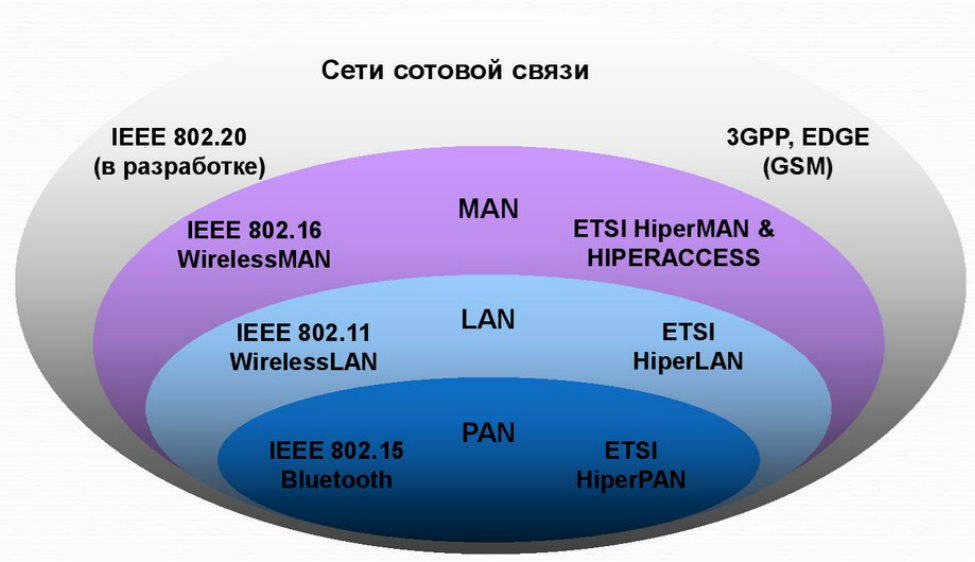 Сети сотовой связи
IEEE 802.20
(в разработке)
3GPP, EDGE
(GSM)
MAN
IEEE 802.16
WirelessMAN
ETSI HiperMAN &
HIPERACCESS
LAN
IEEE 802.11
WirelessLAN
ETSI
HiperLAN
PAN
IEEE 802.15
Bluetooth
ETSI
HiperPAN